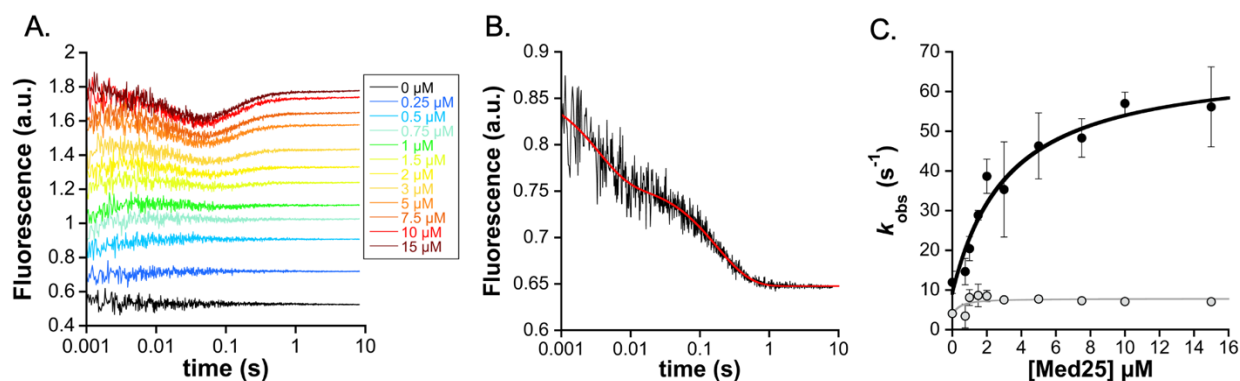 A.
Fluorescence (a.u.)
2
1.8
1.6
1.4
1.2
1
0.8
0.6
0.4
0.001
0.01
0.1
1
10
time (s)
0 µM
0.25 µM
0.5 µM
0.75 µM
1 µM
1.5 µM
2 µM
3 µM
5 µM
7.5 µM
10 µM
15 µM
B.
Fluorescence (a.u.)
0.9
0.85
0.8
0.75
0.7
0.65
0.6
0.001
0.01
0.1
1
10
time (s)
C.
kobs (s-1)
70
60
50
40
30
20
10
0
0
2
4
6
8
10
12
14
16
[Med25] µM